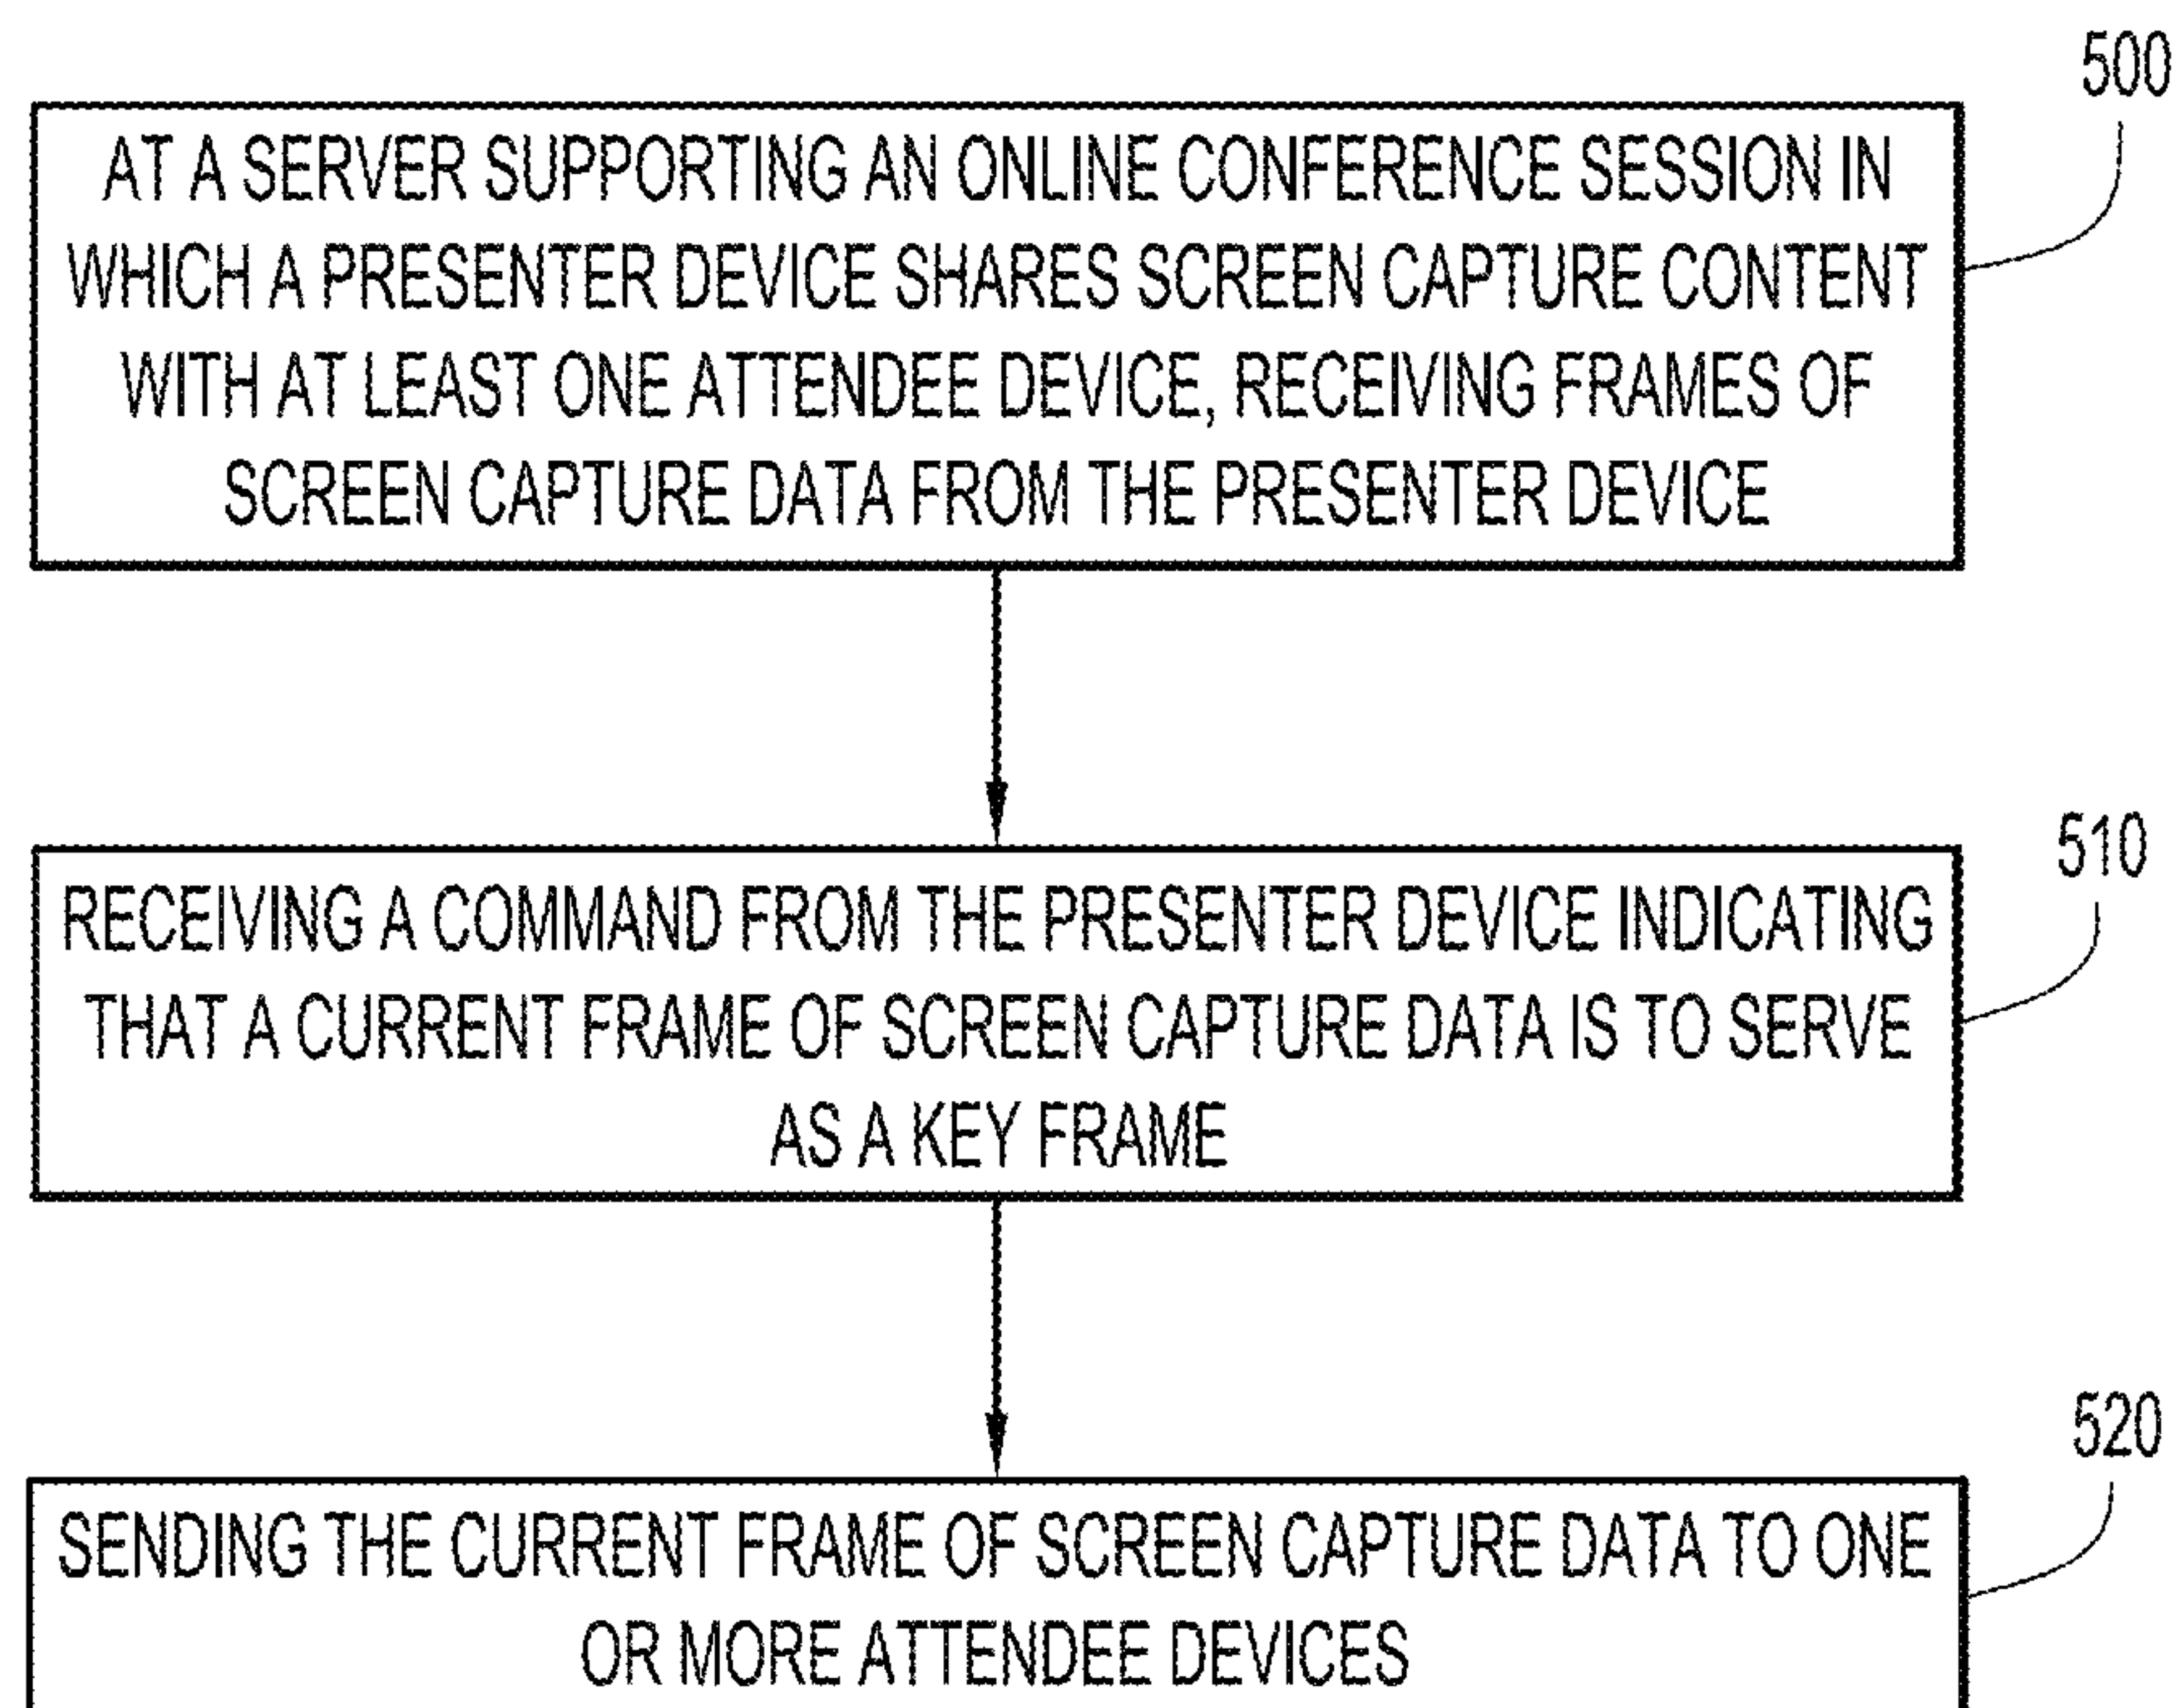 500
AT A SERVER SUPPORTING AN ONLINE CONFERENCE SESSION IN
WHICH A PRESENTER DEVICE SHARES SCREEN CAPTURE CONTENT
WITH AT LEAST ONE ATTENDEE DEVICE, RECEIVING FRAMES OF
SCREEN CAPTURE DATA FROM THE PRESENTER DEVICE
510
RECEIVING A COMMAND FROM THE PRESENTER DEVICE INDICATING
THAT A CURRENT FRAME OF SCREEN CAPTURE DATA IS TO SERVE
AS A KEY FRAME
520
SENDING THE CURRENT FRAME OF SCREEN CAPTURE DATA TO ONE
OR MORE ATTENDEE DEVICES